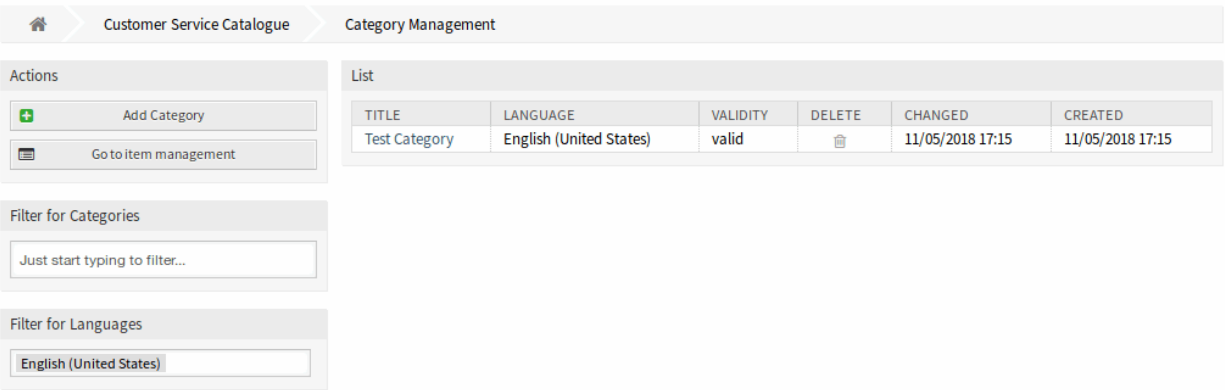 Customer Service Catalogue Category Management
Actions
Add Category
Go to item management
Filter for Categories
Just start typing to filter...
Filter for Languages
English (United States)
List
TITLE LANGUAGE VALIDITY DELETE CHANGED CREATED
Test Category English (United States) valid 11/05/2018 17:15 11/05/2018 17:15